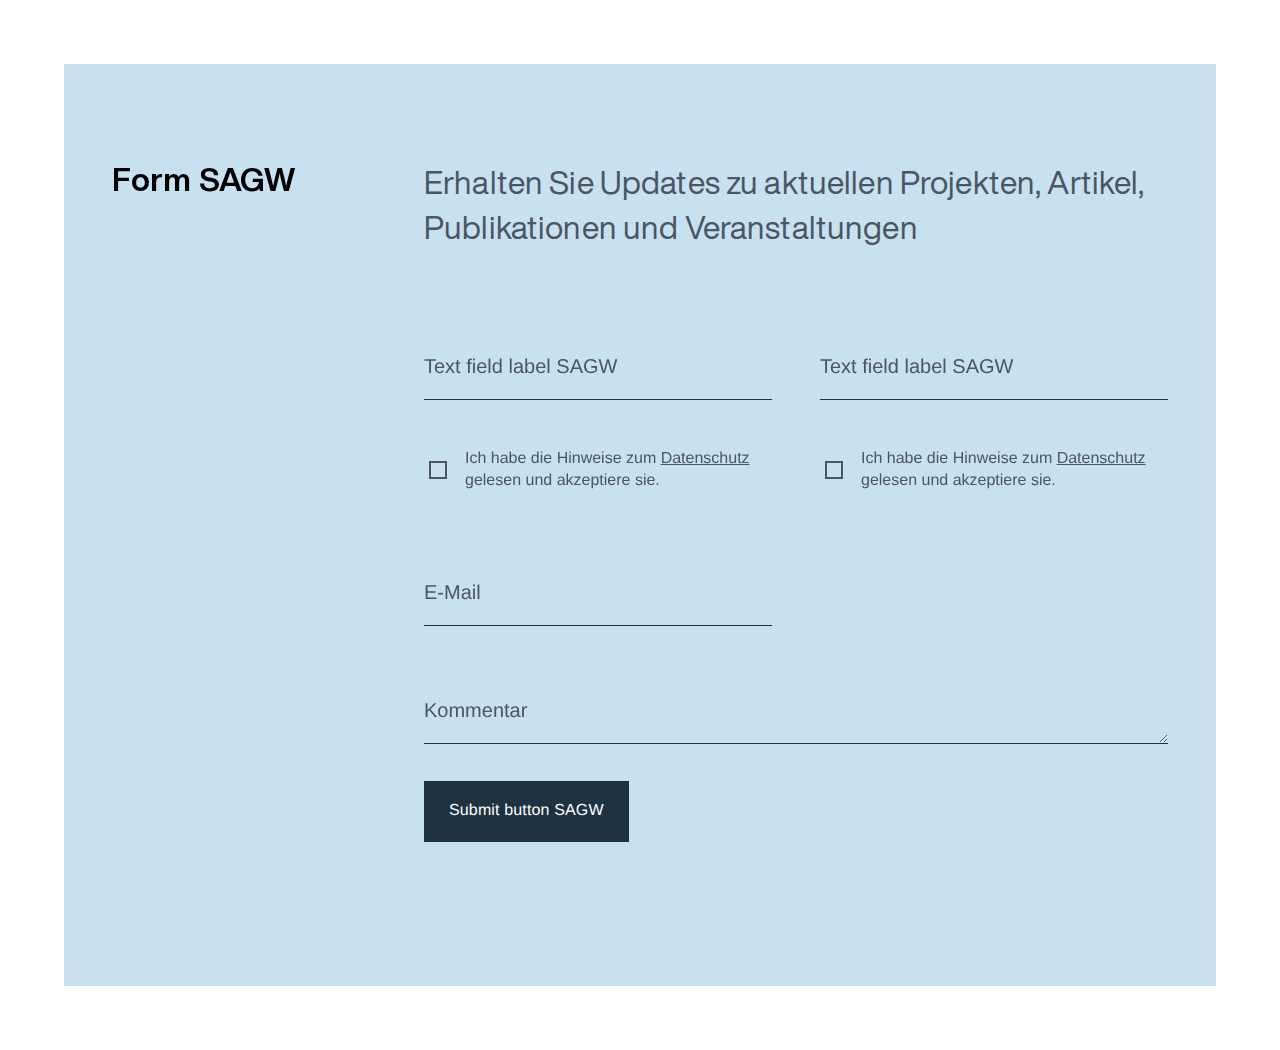 Form SAGW
Erhalten Sie Updates zu aktuellen Projekten, Artikel,
Publikationen und Veranstaltungen
Text field label SAGW
Text field label SAGW
Ich habe die Hinweise zum Datenschutz
gelesen und akzeptiere sie.
Ich habe die Hinweise zum Datenschutz
gelesen und akzeptiere sie.
E-Mail
Kommentar
Submit button SAGW